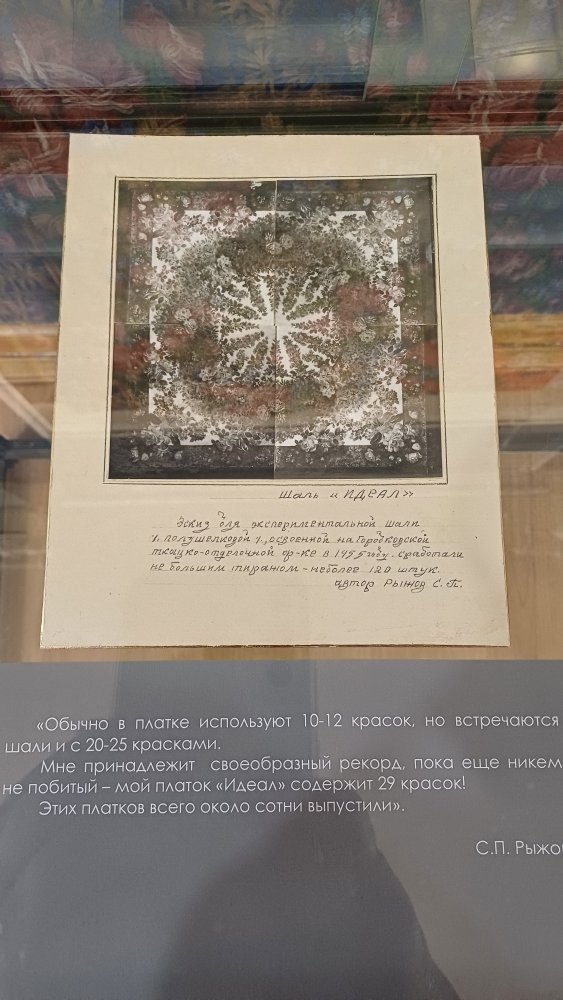 Шаль «ИДЕАЛ»
Эскиз для экспериментальной шали
/. полушелковой /., освоенной на Городковской
ткацко-отделочной ф-ке в 1955 году. сработали
не большим тиражом - не более 120 штук.
автор Рыжов С. П.
«Обычно в платке используют 10-12 красок, но встречаются
шали и с 20-25 красками.
Мне принадлежит своеобразный рекорд, пока еще никем
не побитый – мой платок «Идеал» содержит 29 красок!
Этих платков всего около сотни выпустили».
С.П. Рыжо